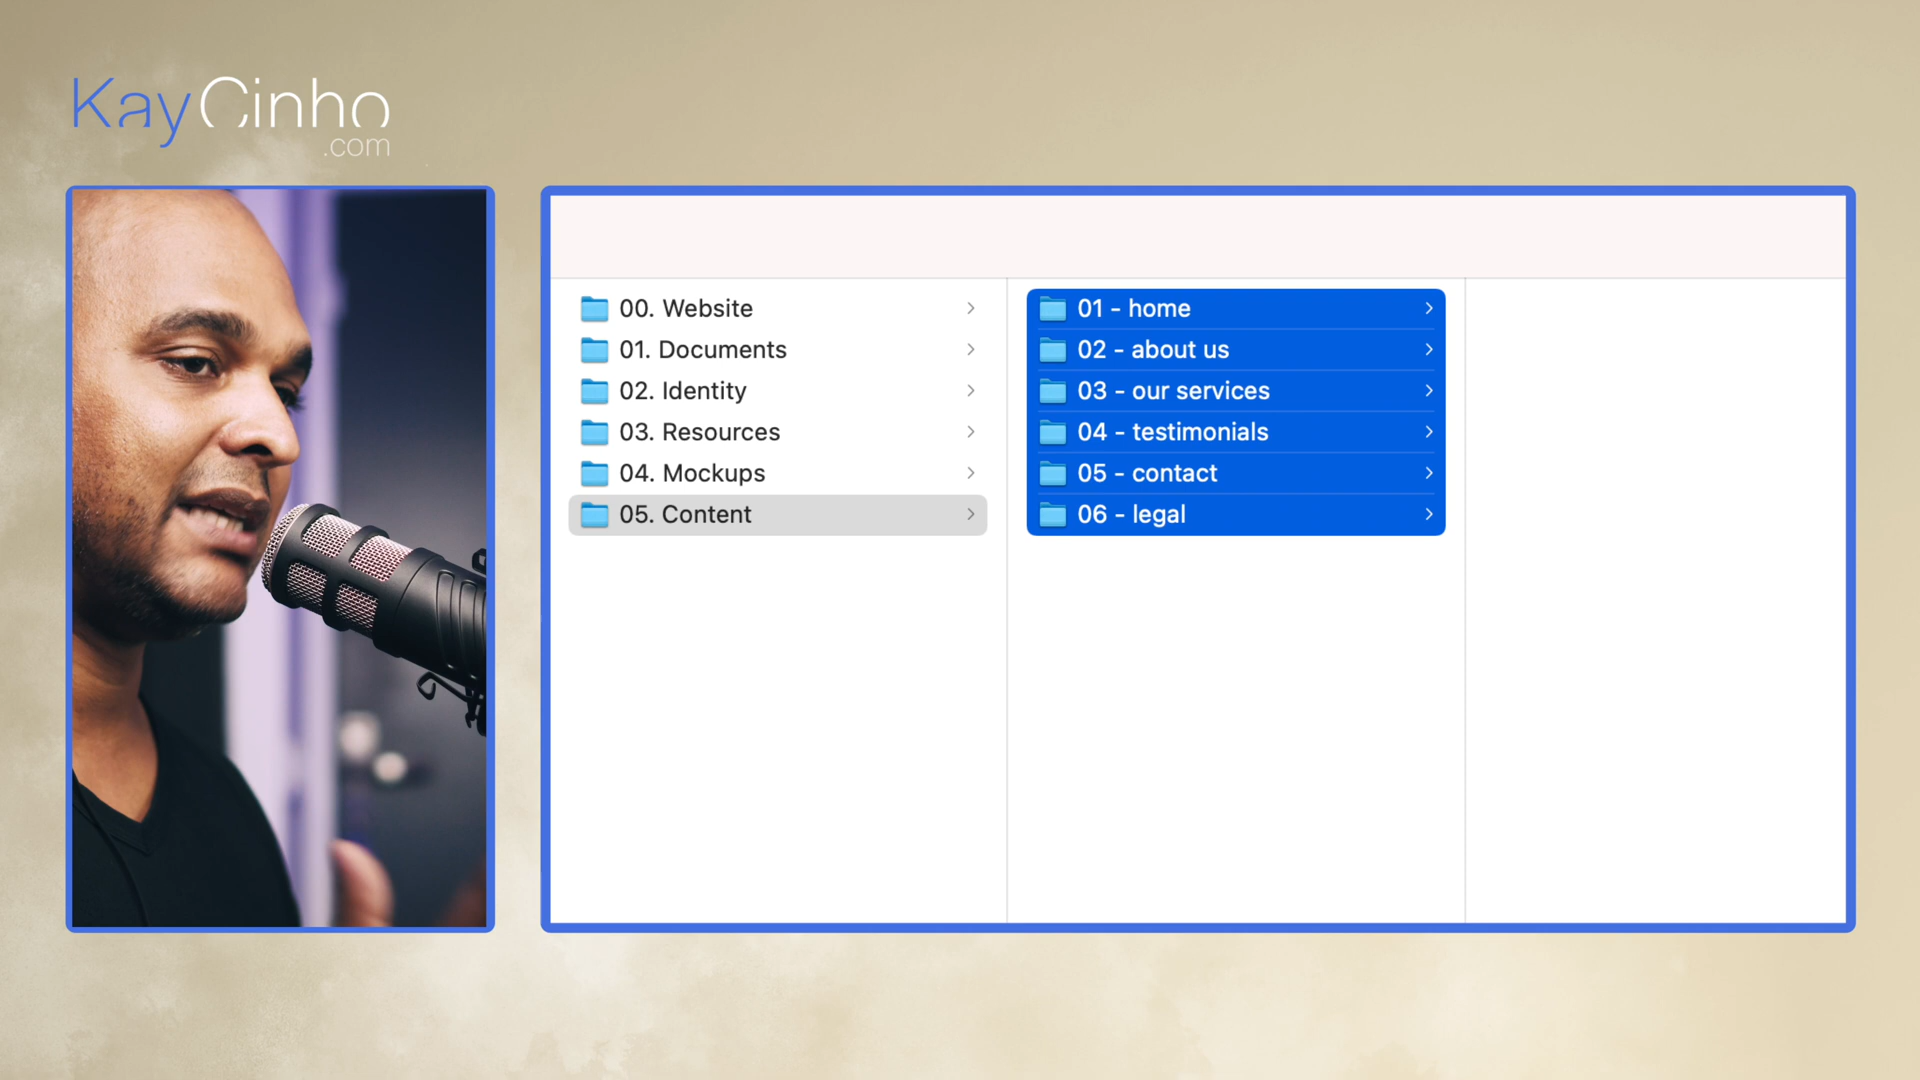 KayCinho
.com
00. Website
01. Documents
02. Identity
03. Resources
04. Mockups
05. Content
01 - home
02 - about us
03 - our services
04 - testimonials
05 - contact
06 - legal